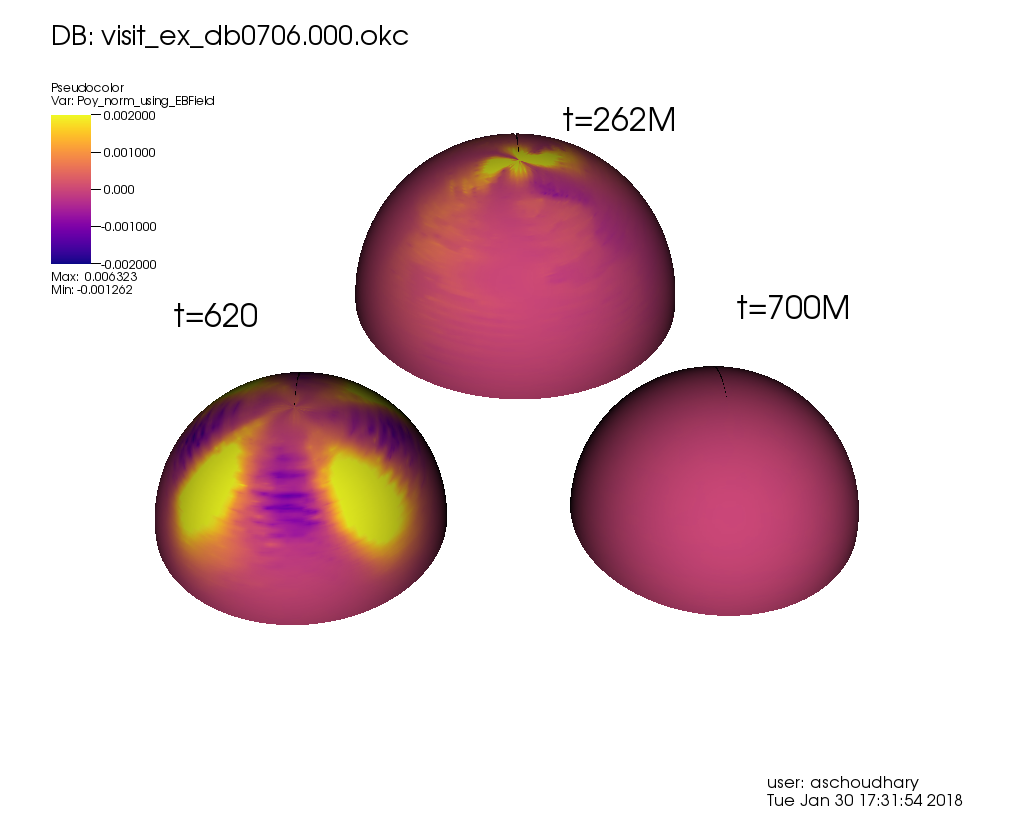 DB: visit_ex_db0706.000.okc
Pseudocolor
Var: Poy_norm_using_EBField
0.002000
0.001000
0.000
-0.001000
-0.002000
Max: 0.006323
Min: -0.001262
t=262M
t=620
t=700M
user: aschoudhary
Tue Jan 30 17:31:54 2018